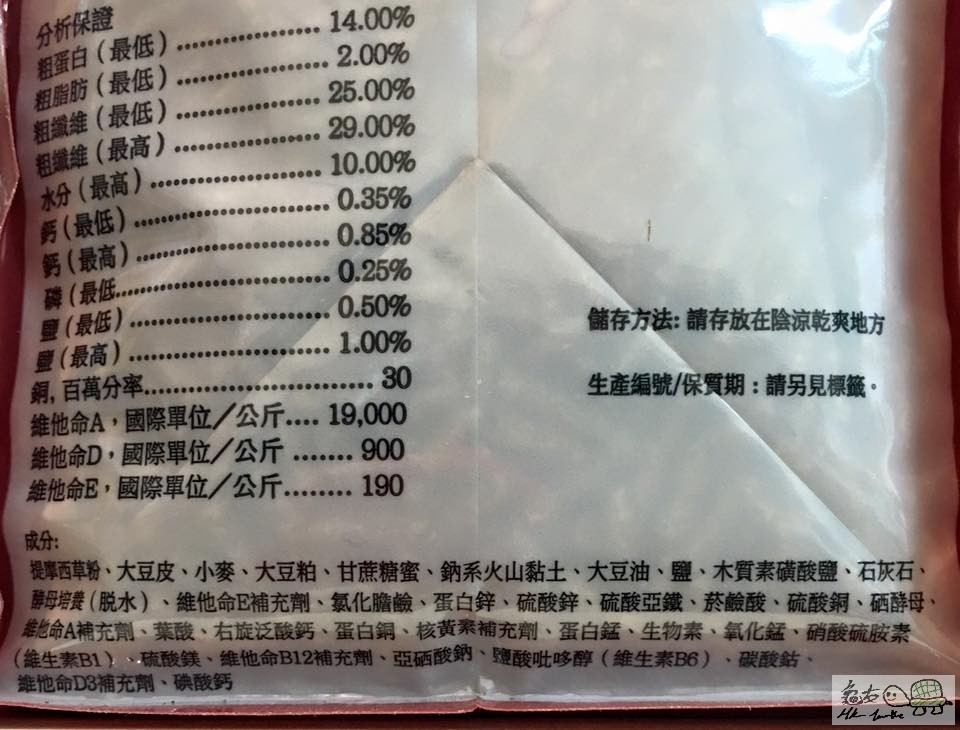 分析保證
粗蛋白(最低) 14.00%
粗脂肪(最低) 2.00%
粗纖維(最低) 25.00%
粗纖維(最高) 29.00%
水分(最高) 10.00%
鈣(最低) 0.35%
鈣(最高) 0.85%
磷(最低 0.25%
鹽(最低) 0.50%
鹽(最高) 1.00%
銅, 百萬分率 30
維他命A,國際單位/公斤 19,000
維他命D,國際單位/公斤 900
維他命E,國際單位/公斤 190
儲存方法: 請存放在陰涼乾爽地方
生產編號/保質期:請另見標籤。
成分:
提摩西草粉、大豆皮、小麥、大豆粕、甘蔗糖蜜、鈉系火山黏土、大豆油、鹽、木質素磺酸鹽、石灰石、
酵母培養(脫水)、維他命E補充劑、氯化膽鹼、蛋白鋅、硫酸鋅、硫酸亞鐵、菸鹼酸、硫酸銅、硒酵母、
維他命A補充劑、葉酸、右旋泛酸鈣、蛋白銅、核黃素補充劑、蛋白錳、生物素、氧化錳、硝酸硫胺素
(維生素B1)、硫酸鎂、維他命B12補充劑、亞硒酸鈉、鹽酸吡哆醇(維生素B6)、碳酸鈷、
維他命D3補充劑、碘酸鈣